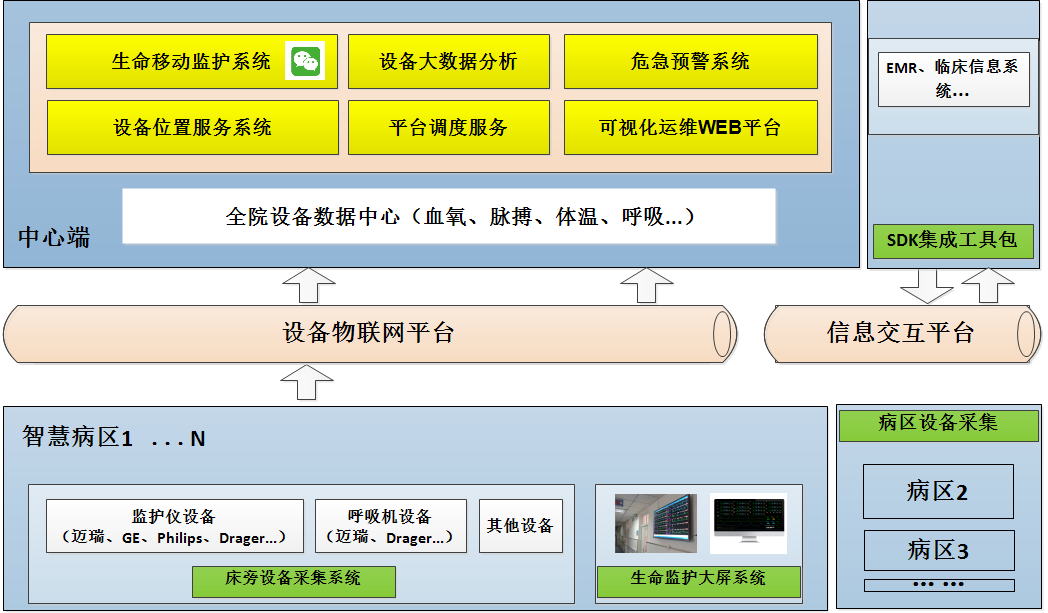 生命移动监护系统
设备大数据分析
危急预警系统
设备位置服务系统
平台调度服务
可视化运维WEB平台
全院设备数据中心（血氧、脉搏、体温、呼吸...）
中心端
EMR、临床信息系
统...
SDK集成工具包
设备物联网平台
信息交互平台
智慧病区1 ...N
监护仪设备
（迈瑞、GE、Philips、Drager...）
呼吸机设备
（迈瑞、Drager...）
其他设备
床旁设备采集系统
生命监护大屏系统
病区设备采集
病区2
病区3
... ...